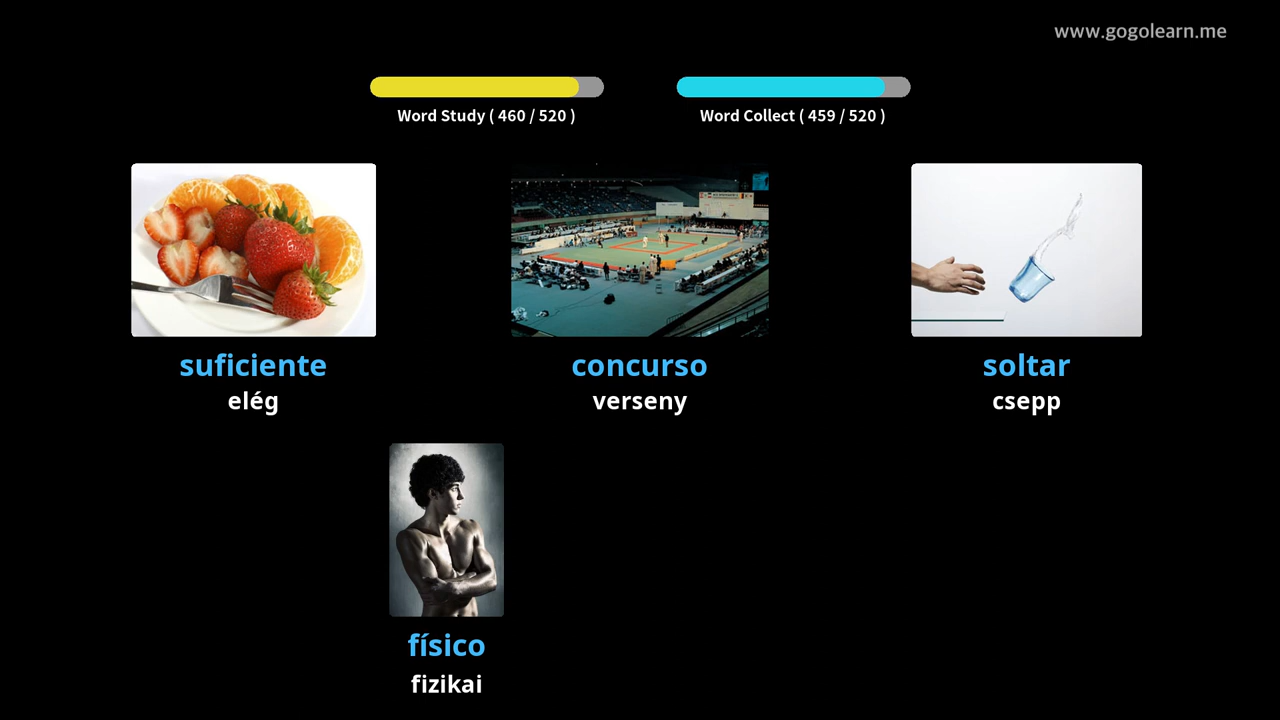 www.gogolearn.me
Word Study ( 460 / 520 )
Word Collect ( 459 / 520 )
suficiente
elég
concurso
verseny
soltar
csepp
físico
fizikai